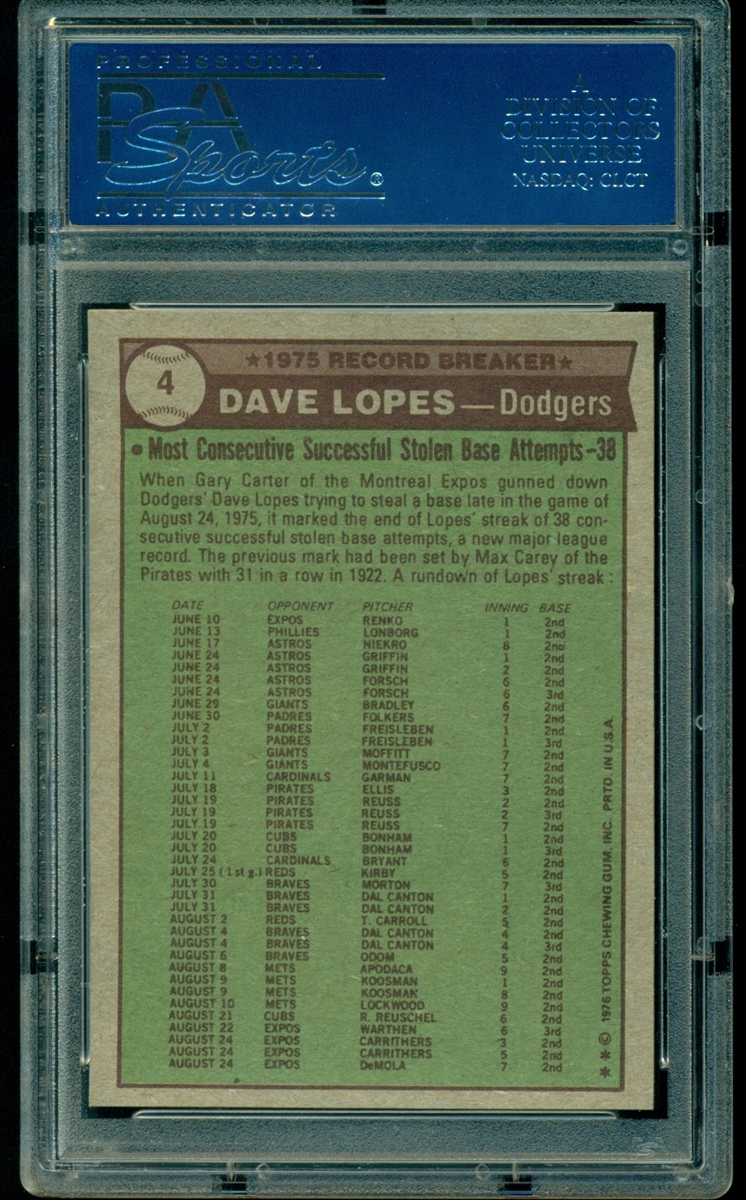 PROFESSIONAL
PSA
Sports®
AUTHENTICATOR
A
DIVISION OF
COLLECTORS
UNIVERSE
NASDAQ: CLCT
4
★1975 RECORD BREAKER★
DAVE LOPES—Dodgers
• Most Consecutive Successful Stolen Base Attempts–38
When Gary Carter of the Montreal Expos gunned down
Dodgers' Dave Lopes trying to steal a base late in the game of
August 24, 1975, it marked the end of Lopes' streak of 38 con-
secutive successful stolen base attempts, a new major league
record. The previous mark had been set by Max Carey of the
Pirates with 31 in a row in 1922. A rundown of Lopes' streak:
DATE OPPONENT PITCHER INNING BASE
JUNE 10 EXPOS RENKO 1 2nd
JUNE 13 PHILLIES LONBORG 1 2nd
JUNE 17 ASTROS NIEKRO 8 2nd
JUNE 24 ASTROS GRIFFIN 1 2nd
JUNE 24 ASTROS GRIFFIN 2 2nd
JUNE 24 ASTROS FORSCH 6 2nd
JUNE 24 ASTROS FORSCH 6 3rd
JUNE 29 GIANTS BRADLEY 6 2nd
JUNE 30 PADRES FOLKERS 7 2nd
JULY 2 PADRES FREISLEBEN 1 2nd
JULY 2 PADRES FREISLEBEN 1 3rd
JULY 3 GIANTS MOFFITT 7 2nd
JULY 4 GIANTS MONTEFUSCO 7 2nd
JULY 11 CARDINALS GARMAN 7 2nd
JULY 18 PIRATES ELLIS 3 2nd
JULY 19 PIRATES REUSS 2 2nd
JULY 19 PIRATES REUSS 2 3rd
JULY 19 PIRATES REUSS 7 2nd
JULY 20 CUBS BONHAM 1 2nd
JULY 20 CUBS BONHAM 1 3rd
JULY 24 CARDINALS BRYANT 6 2nd
JULY 25 (1st g.) REDS KIRBY 5 2nd
JULY 30 BRAVES MORTON 7 3rd
JULY 31 BRAVES DAL CANTON 1 2nd
JULY 31 BRAVES DAL CANTON 2 2nd
AUGUST 2 REDS T. CARROLL 5 2nd
AUGUST 4 BRAVES DAL CANTON 4 2nd
AUGUST 4 BRAVES DAL CANTON 4 3rd
AUGUST 6 BRAVES ODOM 5 2nd
AUGUST 8 METS APODACA 9 2nd
AUGUST 9 METS KOOSMAN 1 2nd
AUGUST 9 METS KOOSMAN 8 2nd
AUGUST 10 METS LOCKWOOD 9 2nd
AUGUST 21 CUBS R. REUSCHEL 6 2nd
AUGUST 22 EXPOS WARTHEN 6 3rd
AUGUST 24 EXPOS CARRITHERS 3 2nd
AUGUST 24 EXPOS CARRITHERS 5 2nd
AUGUST 24 EXPOS DeMOLA 7 2nd
* * © 1976 TOPPS CHEWING GUM, INC. PRTD. IN U.S.A.